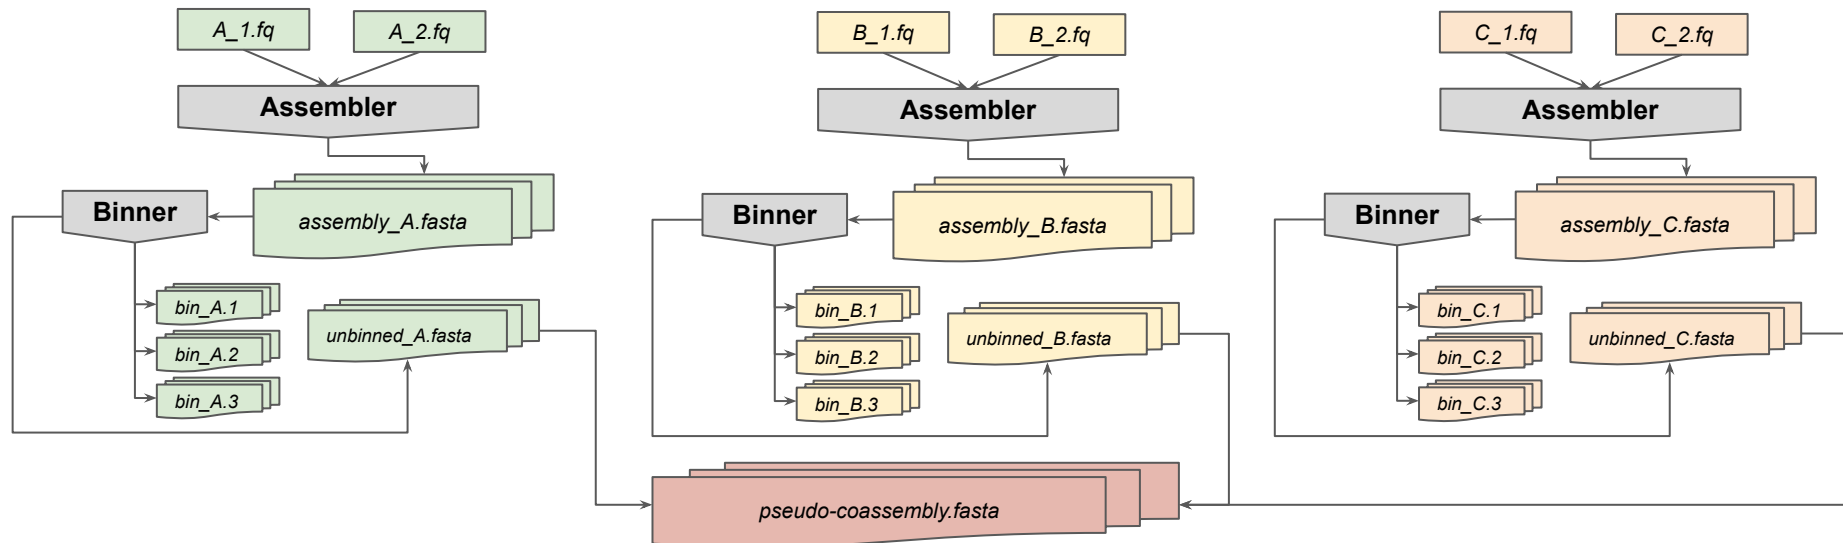 A_1.fq
A_2.fq
B_1.fq
B_2.fq
C_1.fq
C_2.fq
Assembler
Assembler
Assembler
Binner
assembly_A.fasta
Binner
assembly_B.fasta
Binner
assembly_C.fasta
bin_A.1
bin_A.2
bin_A.3
unbinned_A.fasta
bin_B.1
bin_B.2
bin_B.3
unbinned_B.fasta
bin_C.1
bin_C.2
bin_C.3
unbinned_C.fasta
pseudo-coassembly.fasta